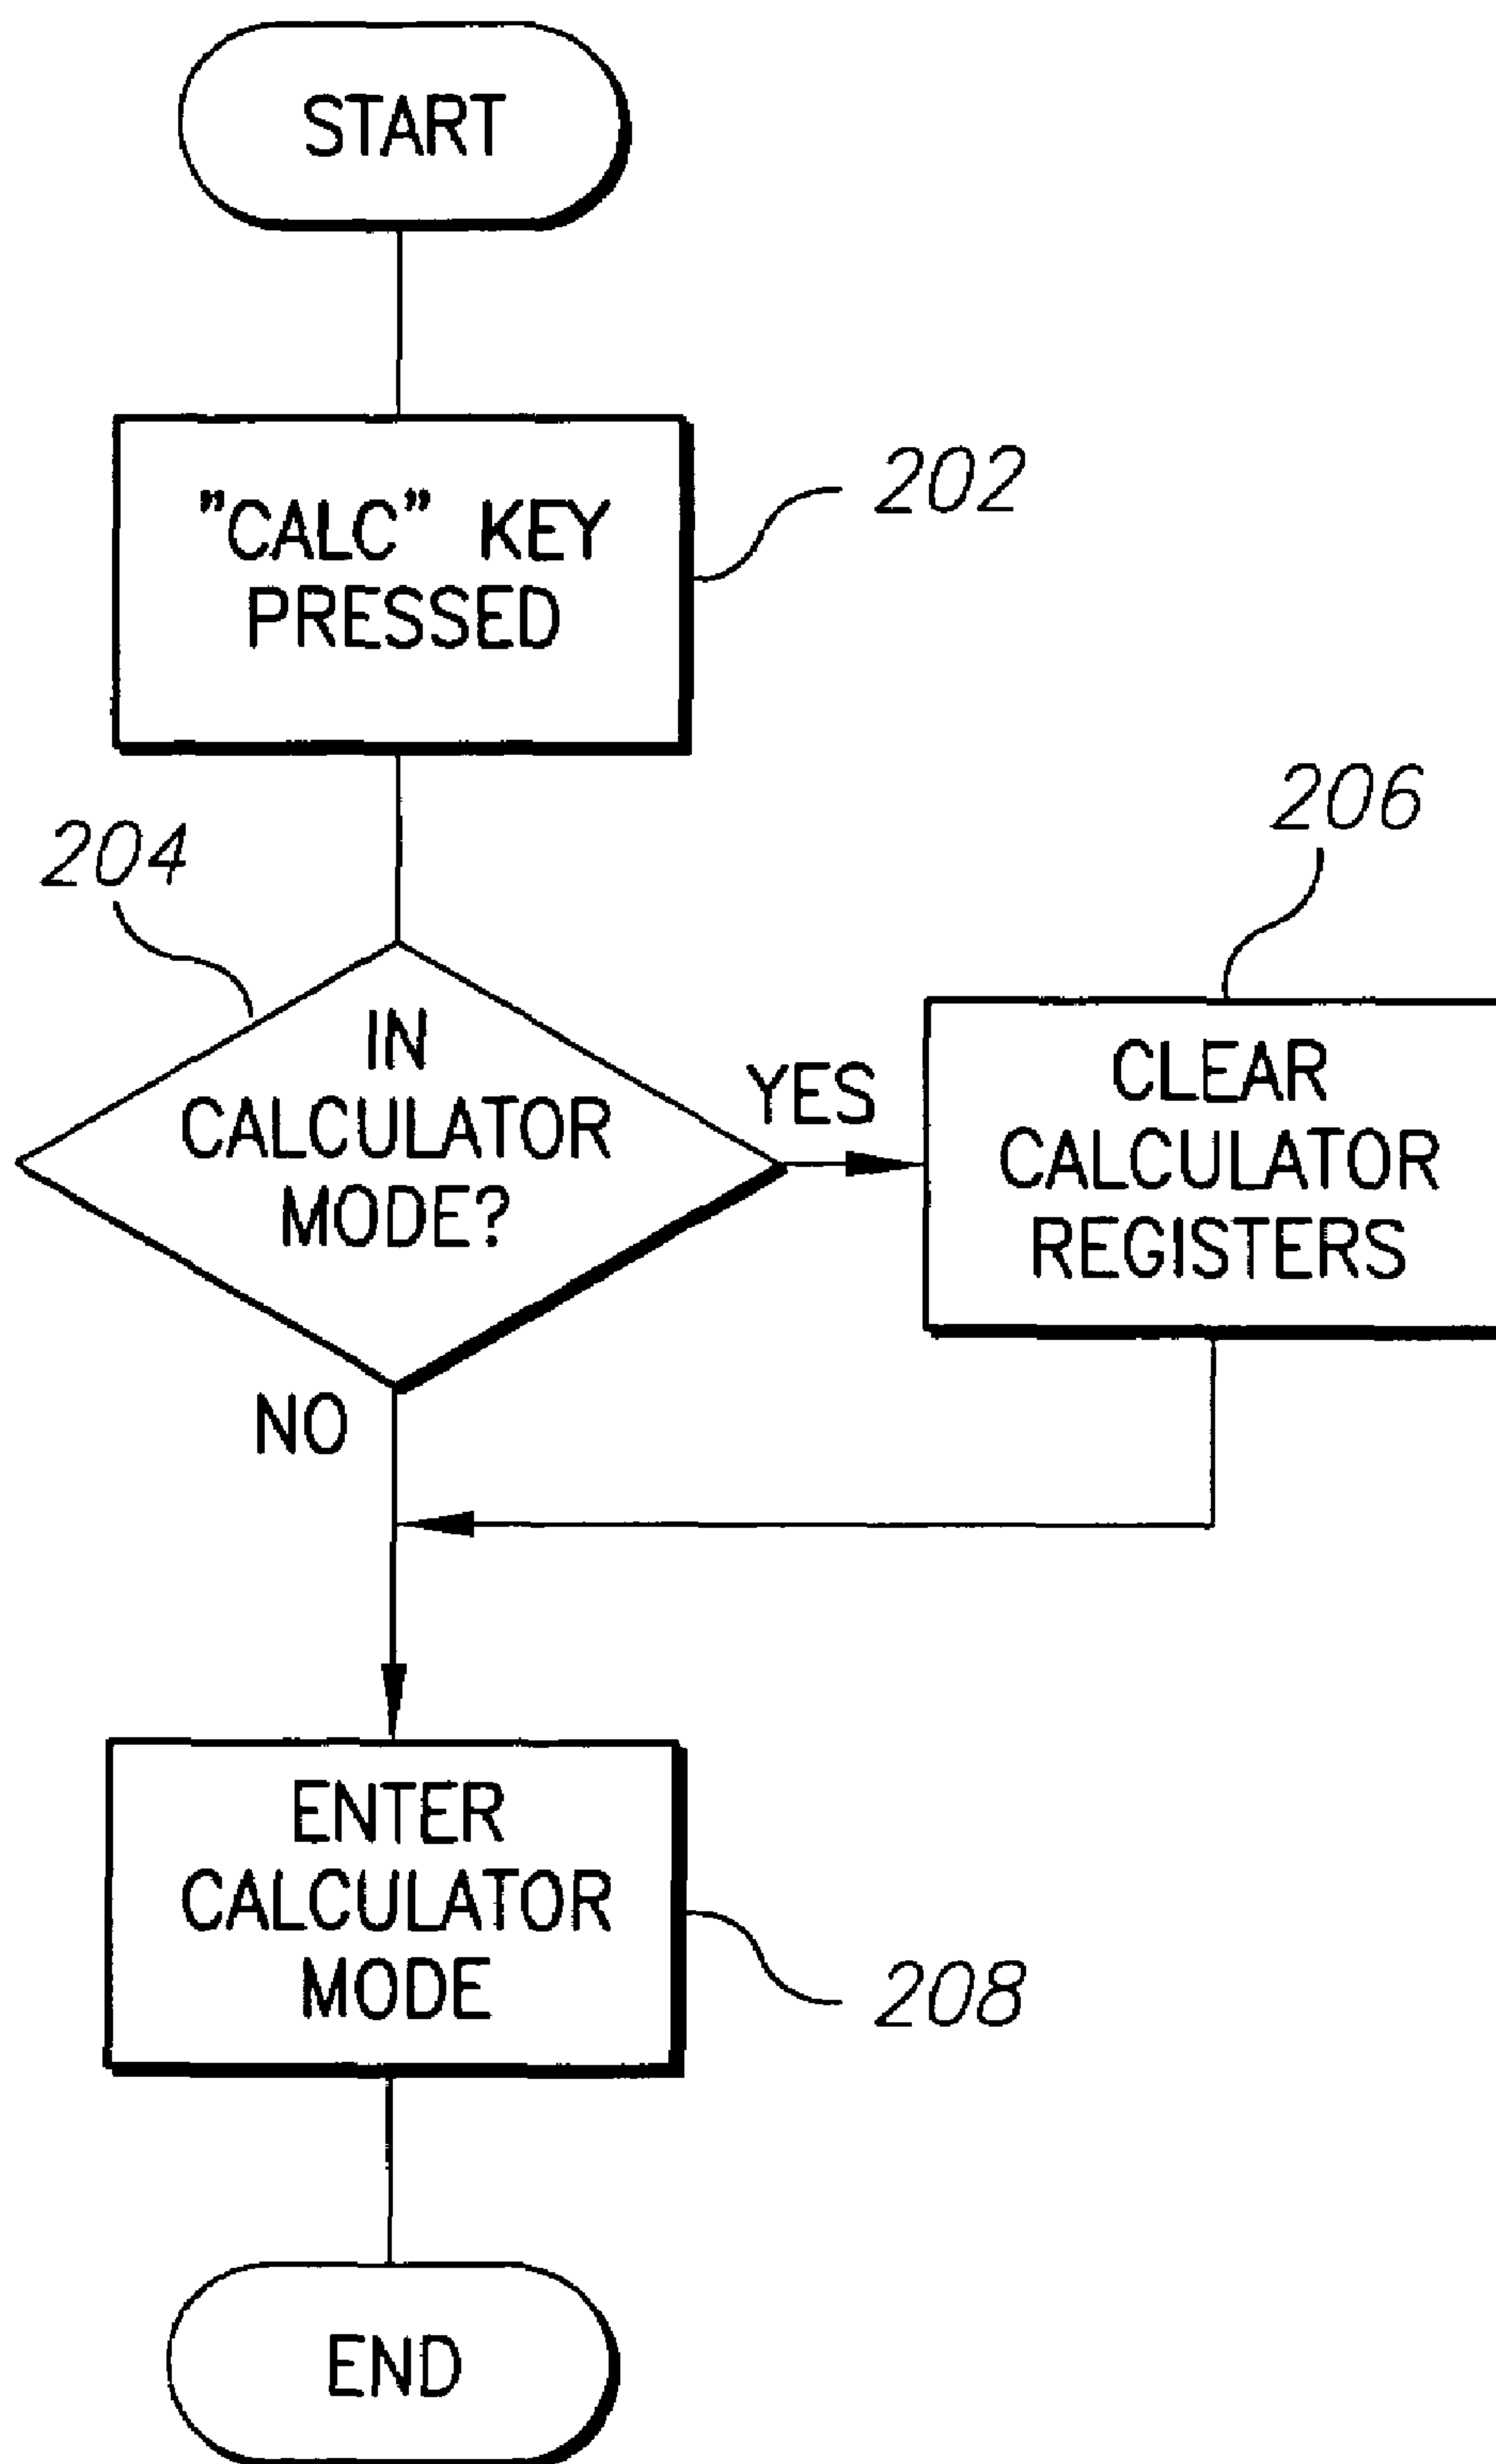 START
"CALC" KEY
PRESSED
202
204
IN
CALCULATOR
MODE?
YES
206
CLEAR
CALCULATOR
REGISTERS
NO
ENTER
CALCULATOR
MODE
208
END